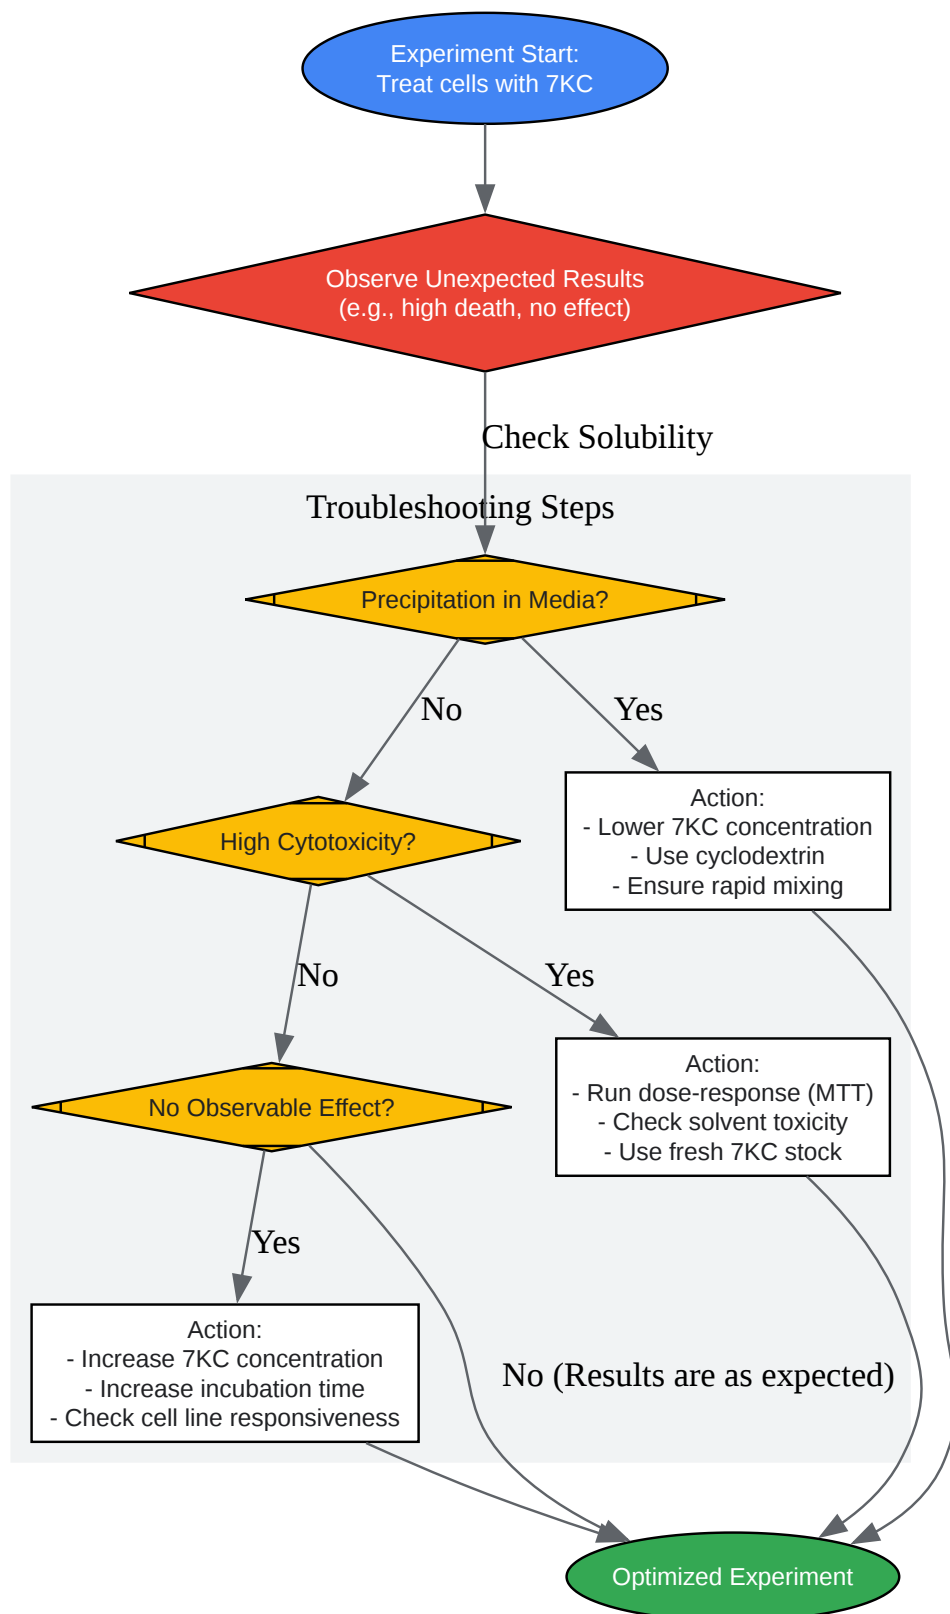 Experiment Start:
Treat cells with 7KC
Observe Unexpected Results
(e.g., high death, no effect)
Check Solubility
Troubleshooting Steps
Precipitation in Media?
No
Yes
Action:
- Lower 7KC concentration
- Use cyclodextrin
- Ensure rapid mixing
High Cytotoxicity?
No
Yes
Action:
- Run dose-response (MTT)
- Check solvent toxicity
- Use fresh 7KC stock
No Observable Effect?
Yes
Action:
- Increase 7KC concentration
- Increase incubation time
- Check cell line responsiveness
No (Results are as expected)
Optimized Experiment